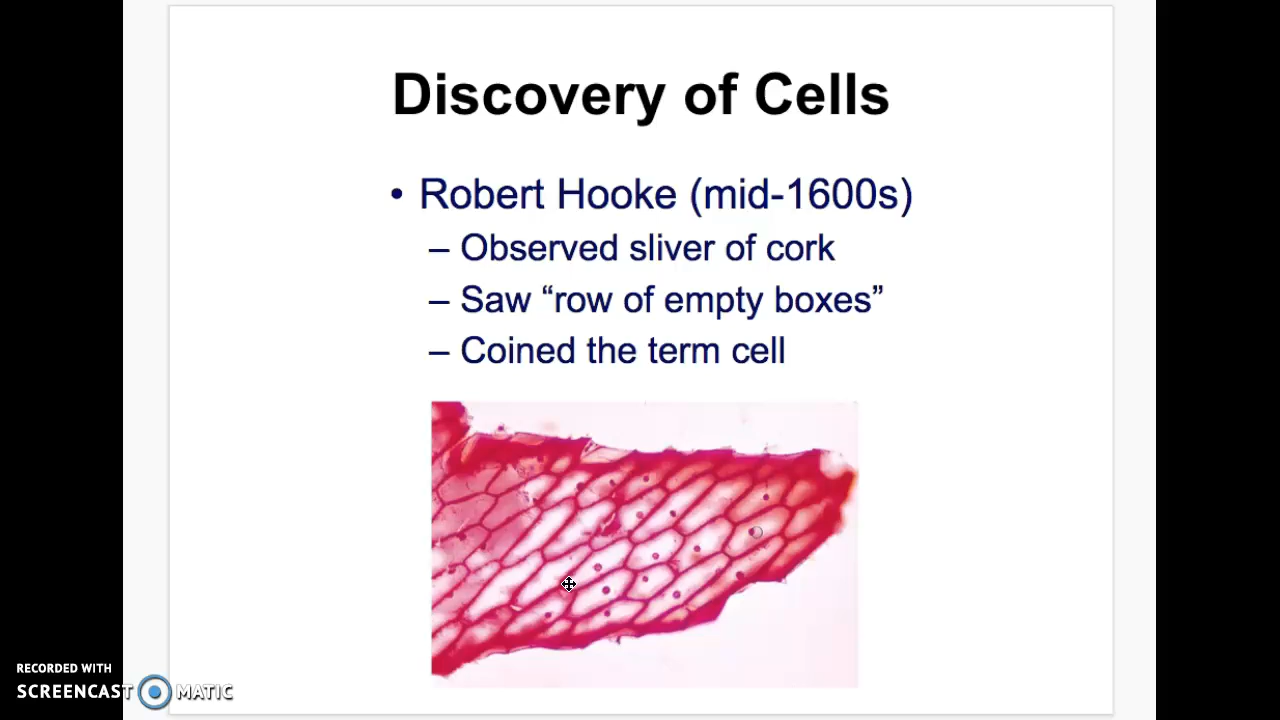 Discovery of Cells
• Robert Hooke (mid-1600s)
– Observed sliver of cork
– Saw “row of empty boxes”
– Coined the term cell
RECORDED WITH
SCREENCAST MATIC